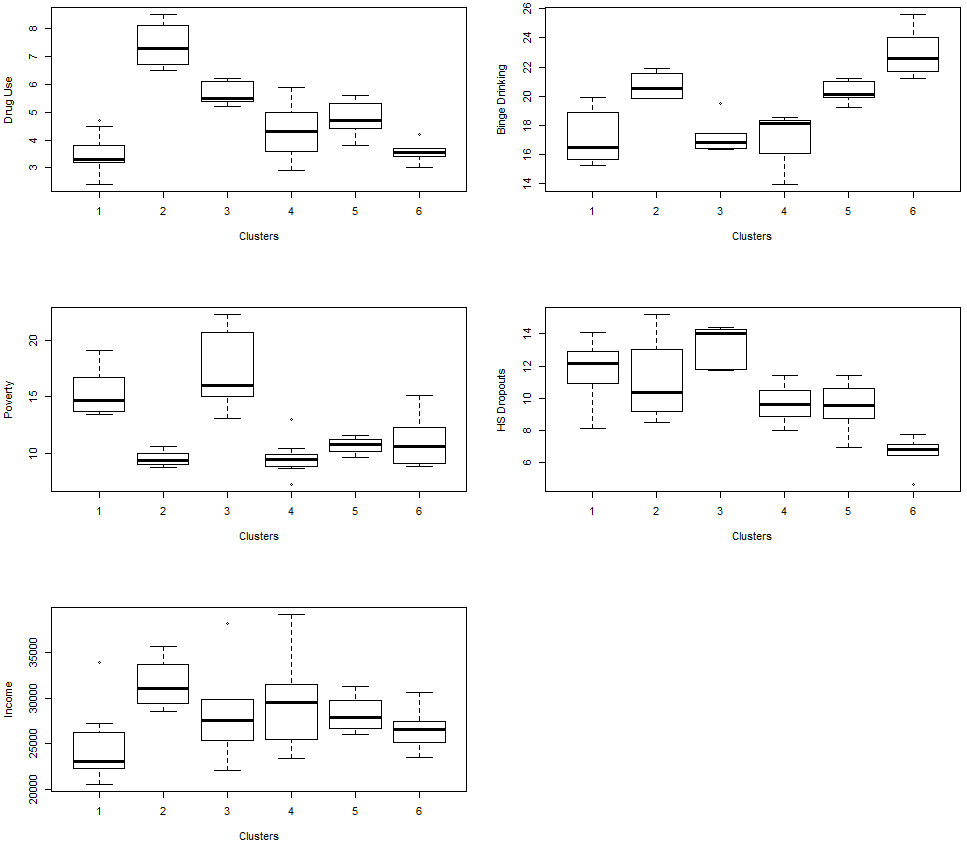 Drug Use
8
7
6
5
4
3
1 2 3 4 5 6
Clusters
Binge Drinking
26
24
22
20
18
16
14
1 2 3 4 5 6
Clusters
Poverty
20
15
10
1 2 3 4 5 6
Clusters
HS Dropouts
14
12
10
8
6
1 2 3 4 5 6
Clusters
Income
35000
30000
25000
20000
1 2 3 4 5 6
Clusters